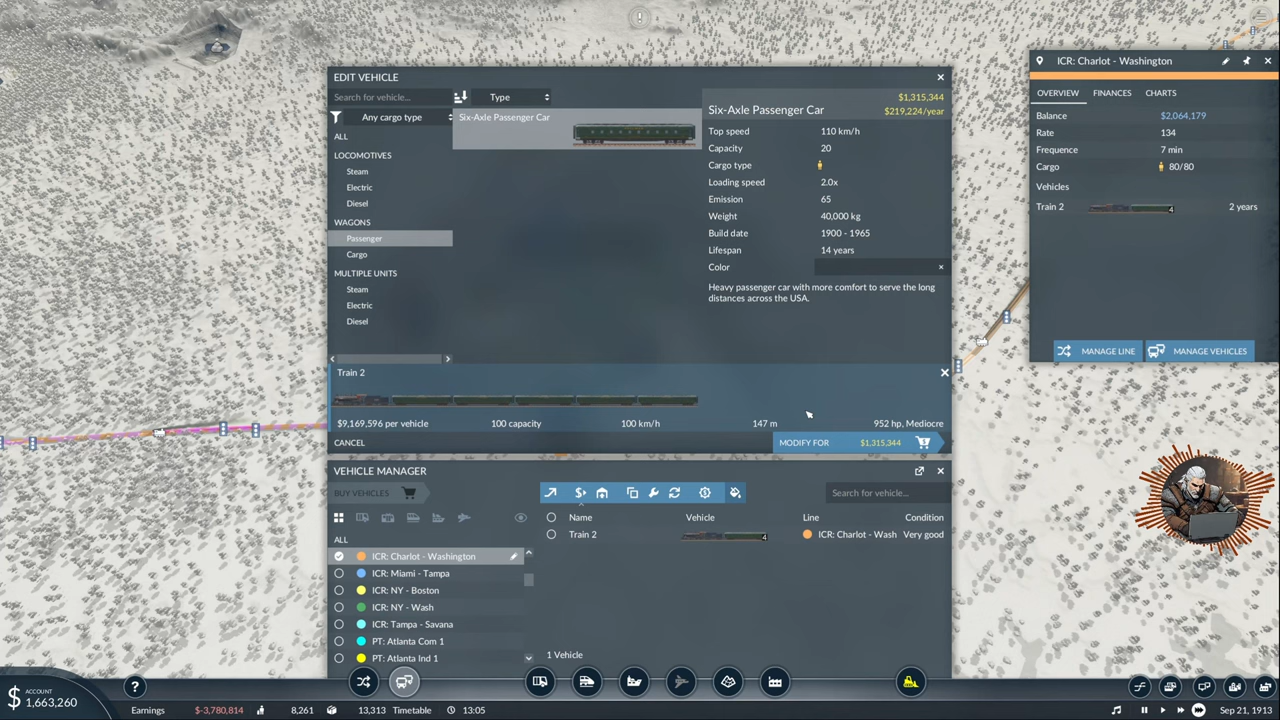 EDIT VEHICLE
Search for vehicle...
Type
Any cargo type
ALL
LOCOMOTIVES
Steam
Electric
Diesel
WAGONS
Passenger
Cargo
MULTIPLE UNITS
Steam
Electric
Diesel
Six-Axle Passenger Car
$1,315,344
Six-Axle Passenger Car
$219,224/year
Top speed 110 km/h
Capacity 20
Cargo type
Loading speed 2.0x
Emission 65
Weight 40,000 kg
Build date 1900 - 1965
Lifespan 14 years
Color
Heavy passenger car with more comfort to serve the long
distances across the USA.
Train 2
$9,169,596 per vehicle 100 capacity 100 km/h 147 m 952 hp, Mediocre
CANCEL
MODIFY FOR $1,315,344
VEHICLE MANAGER
BUY VEHICLES
Search for vehicle...
ALL
ICR: Charlot - Washington
ICR: Miami - Tampa
ICR: NY - Boston
ICR: NY - Wash
ICR: Tampa - Savana
PT: Atlanta Com 1
PT: Atlanta Ind 1
Name Vehicle Line Condition
Train 2 4 ICR: Charlot - Wash Very good
1 Vehicle
ICR: Charlot - Washington
OVERVIEW FINANCES CHARTS
Balance $2,064,179
Rate 134
Frequence 7 min
Cargo 80/80
Vehicles
Train 2 4 2 years
MANAGE LINE MANAGE VEHICLES
$ ACCOUNT
1,663,260
?
Earnings $-3,780,814 8,261 13,313 Timetable 13:05
Sep 21, 1913